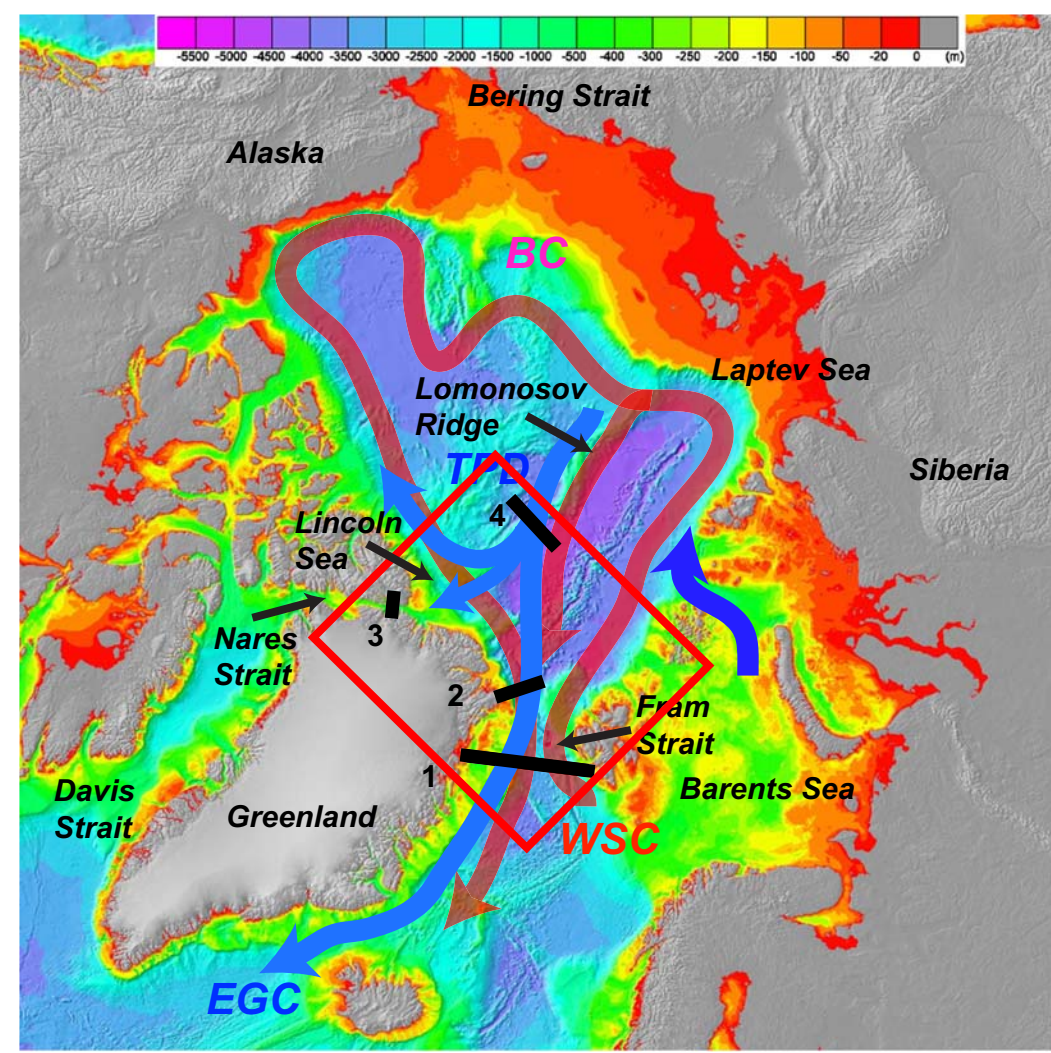 -5500 -5000 -4500 -4000 -3500 -3000 -2500 -2000 -1500 -1000 -500 -400 -300 -250 -200 -150 -100 -50 -20 0 (m)
Bering Strait
Alaska
BC
Laptev Sea
Lomonosov
Ridge
TPD
Siberia
4
Lincoln
Sea
3
Nares
Strait
2
Fram
Strait
1
Davis
Strait
Barents Sea
Greenland
WSC
EGC